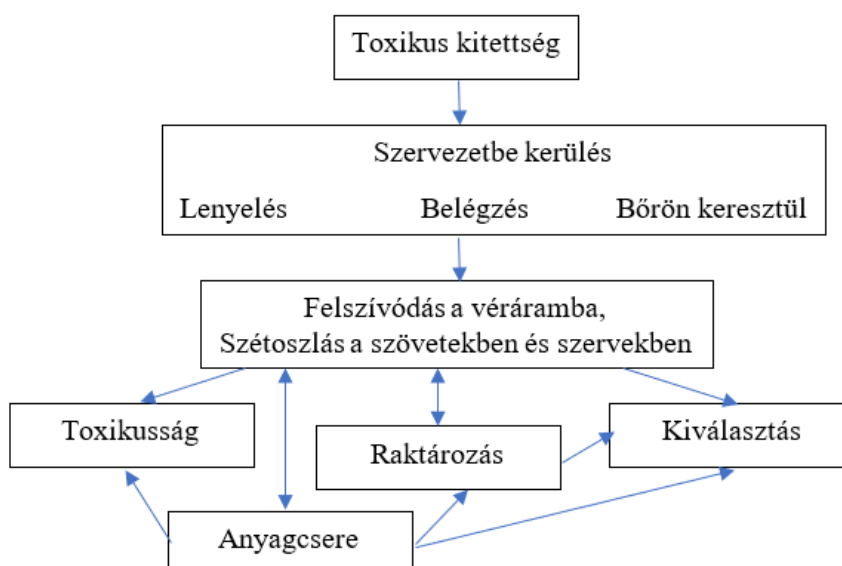 Toxikus kitettség
Szervezetbe kerülés
Lenyelés Belégzés Bőrön keresztül
Felszívódás a véráramba,
Szétoszlás a szövetekben és szervekben
Toxikusság
Raktározás
Kiválasztás
Anyagcsere